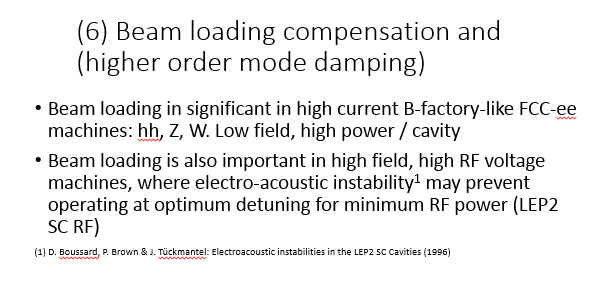 (6) Beam loading compensation and
(higher order mode damping)
• Beam loading in significant in high current B-factory-like FCC-ee
machines: hh, Z, W. Low field, high power / cavity
• Beam loading is also important in high field, high RF voltage
machines, where electro-acoustic instability¹ may prevent
operating at optimum detuning for minimum RF power (LEP2
SC RF)
(1) D. Boussard, P. Brown & J. Tückmantel: Electroacoustic instabilities in the LEP2 SC Cavities (1996)